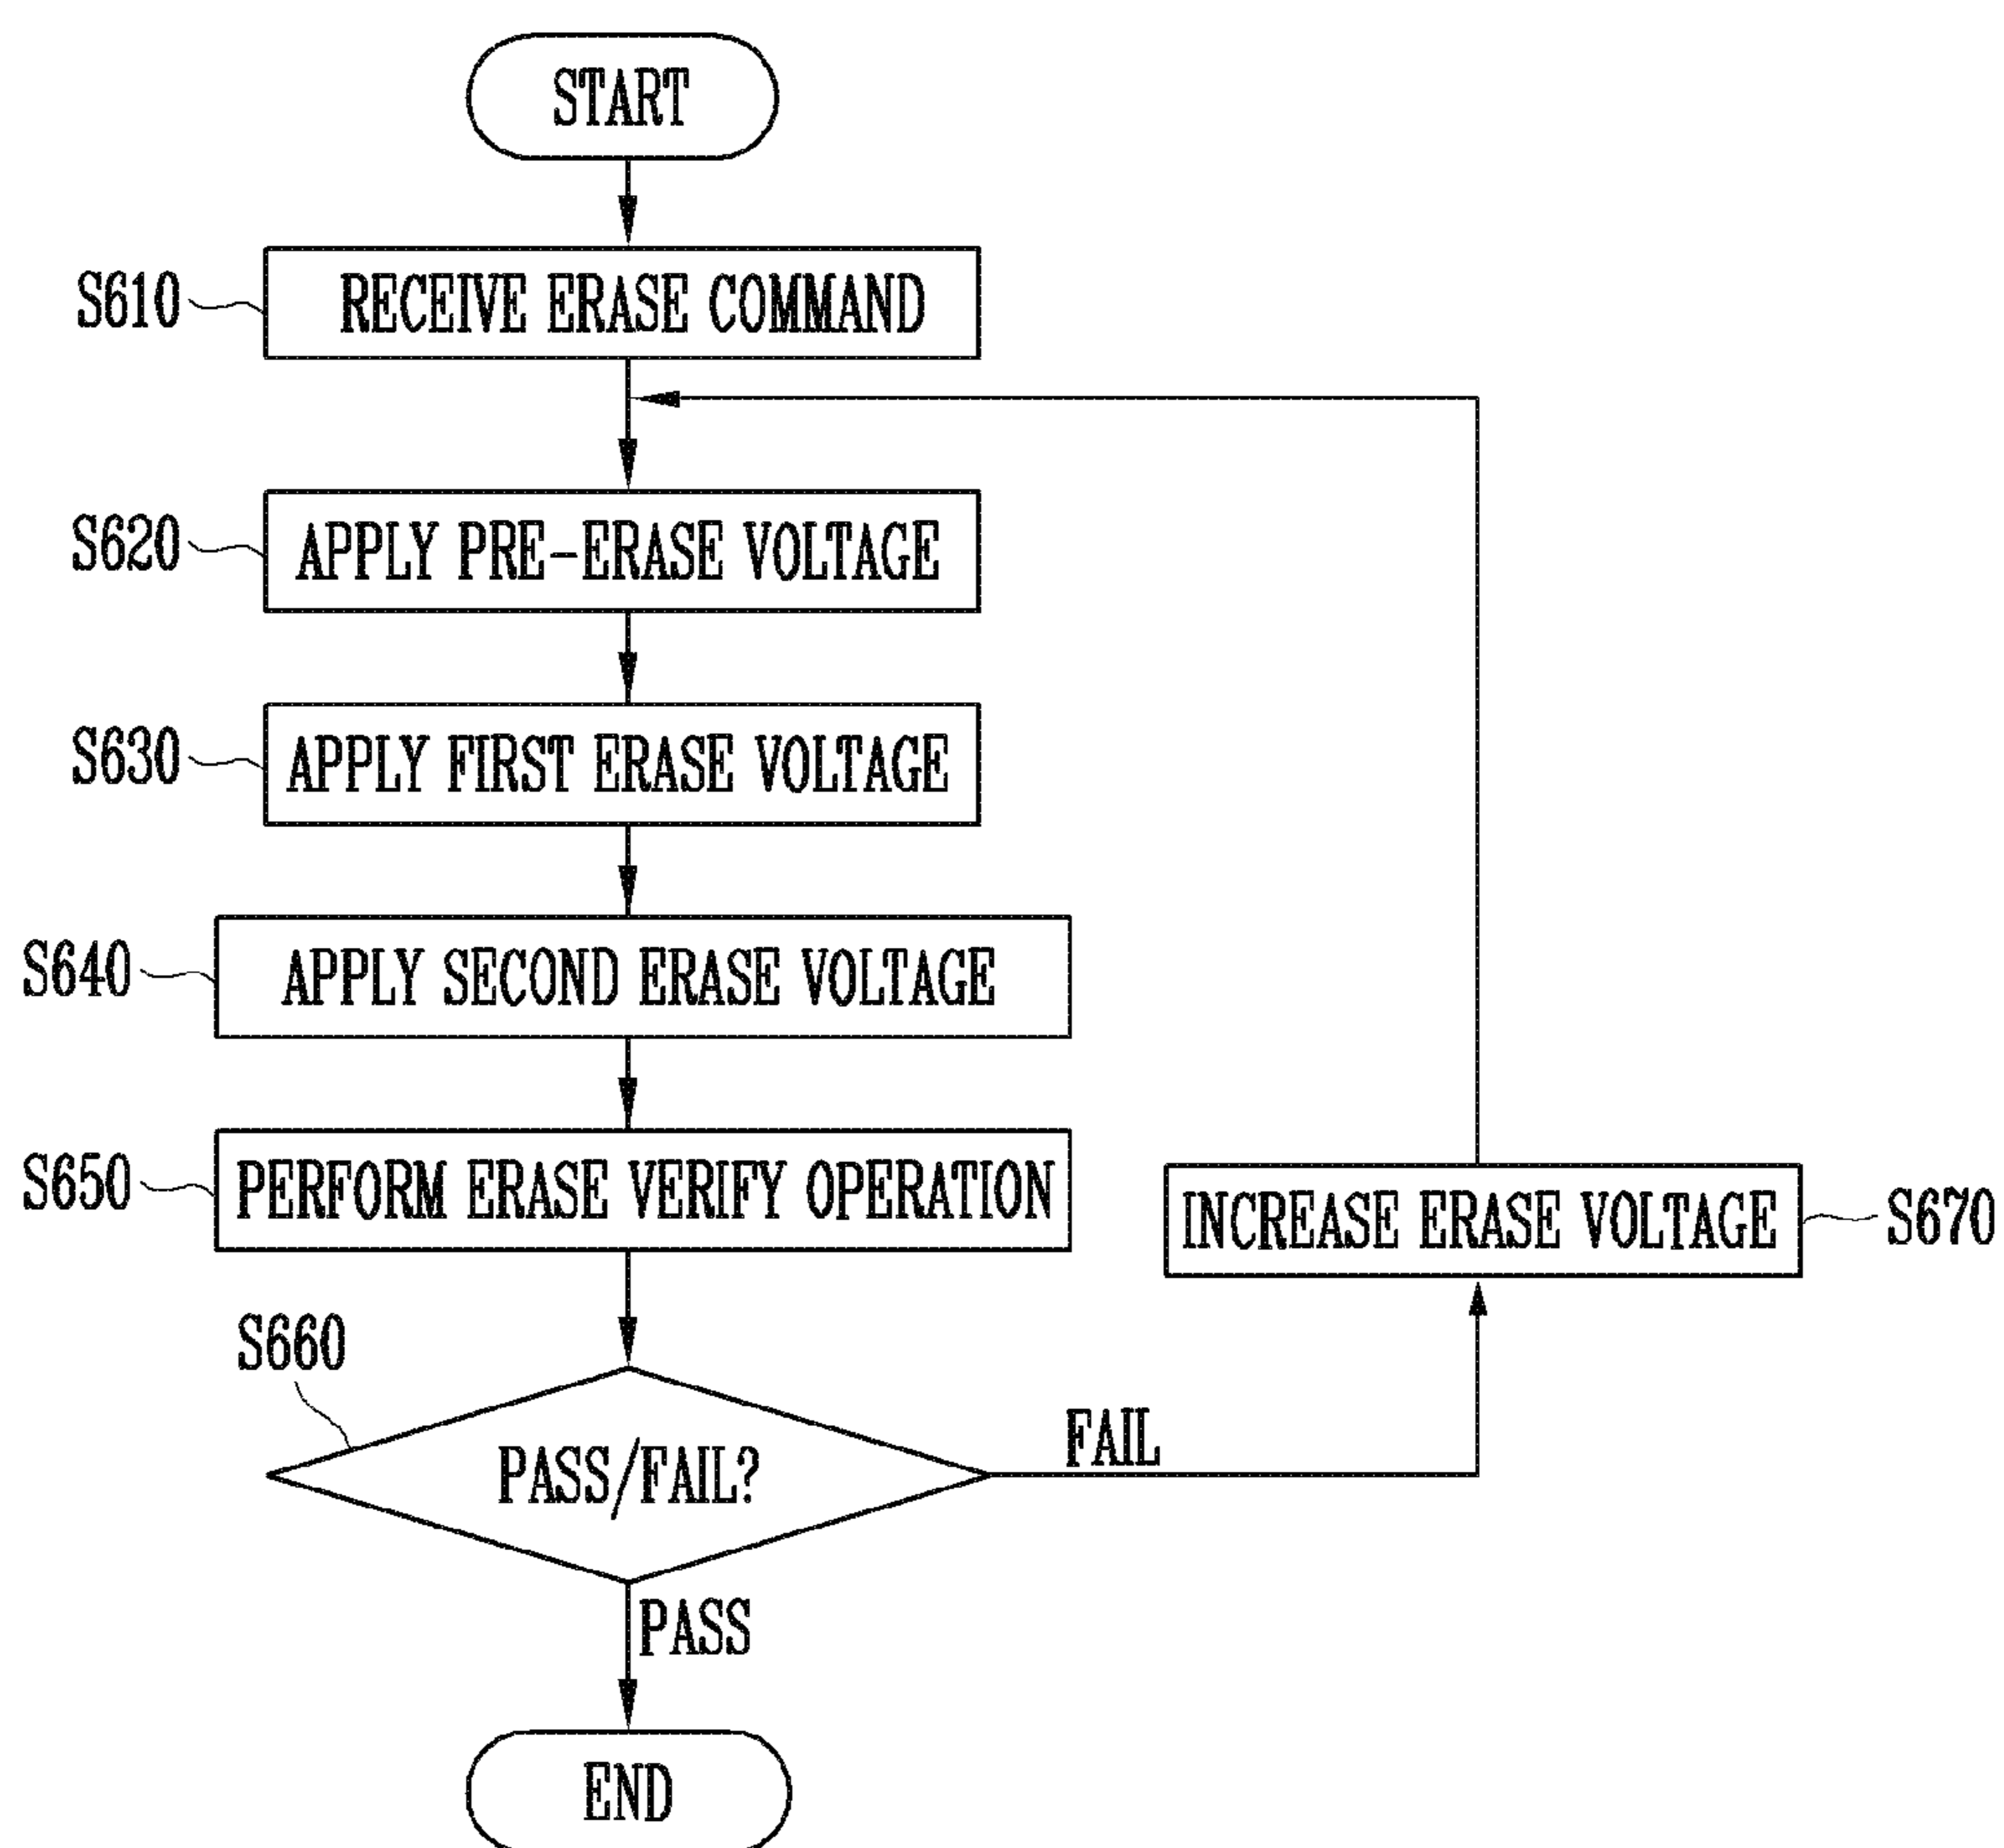 START
S610
RECEIVE ERASE COMMAND
S620
APPLY PRE-ERASE VOLTAGE
S630
APPLY FIRST ERASE VOLTAGE
S640
APPLY SECOND ERASE VOLTAGE
S650
PERFORM ERASE VERIFY OPERATION
INCREASE ERASE VOLTAGE
S670
S660
PASS/FAIL?
FAIL
PASS
END